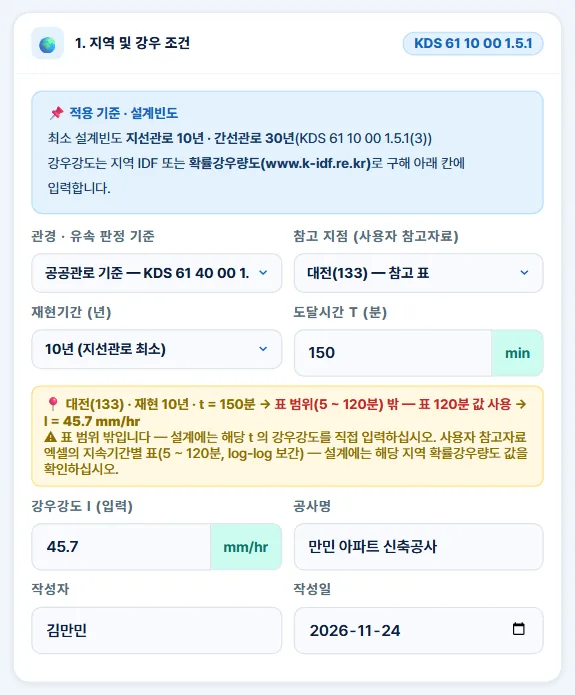 1. 지역 및 강우 조건
KDS 61 10 00 1.5.1
📌 적용 기준 · 설계빈도
최소 설계빈도 지선관로 10년 · 간선관로 30년(KDS 61 10 00 1.5.1(3))
강우강도는 지역 IDF 또는 확률강우량도(www.k-idf.re.kr)로 구해 아래 칸에
입력합니다.
관경 · 유속 판정 기준
참고 지점 (사용자 참고자료)
공공관로 기준 — KDS 61 40 00 1.
대전(133) — 참고 표
재현기간 (년)
도달시간 T (분)
10년 (지선관로 최소)
150
min
📍 대전(133) · 재현 10년 · t = 150분 → 표 범위(5 ~ 120분) 밖 — 표 120분 값 사용 →
I = 45.7 mm/hr
⚠ 표 범위 밖입니다 — 설계에는 해당 t 의 강우강도를 직접 입력하십시오. 사용자 참고자료
엑셀의 지속기간별 표(5 ~ 120분, log-log 보간) — 설계에는 해당 지역 확률강우량도 값을
확인하십시오.
강우강도 I (입력)
공사명
45.7
mm/hr
만민 아파트 신축공사
작성자
작성일
김만민
2026-11-24